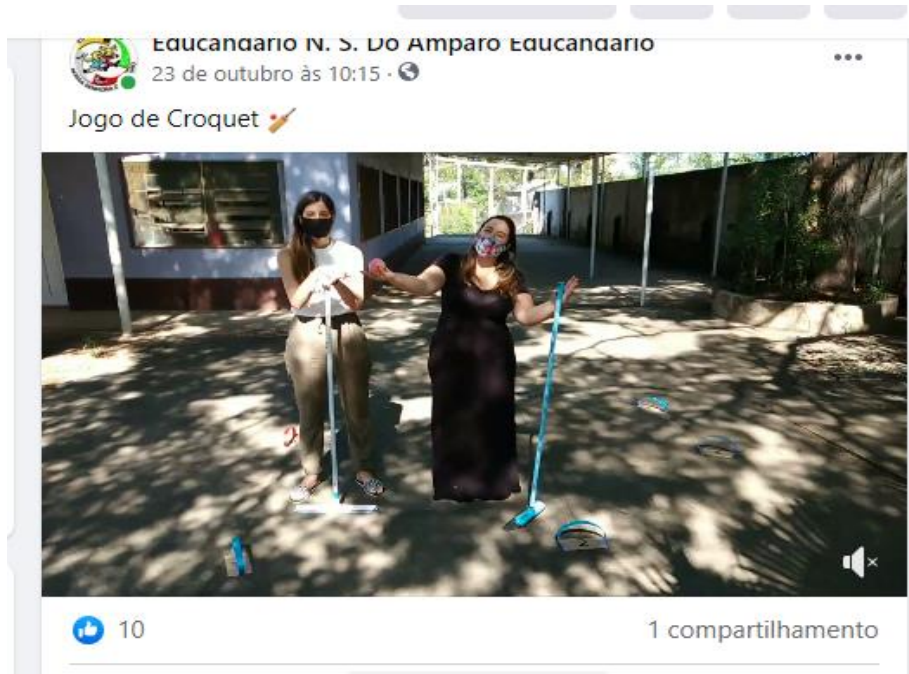 Educandario N. S. Do Amparo Educandario
23 de outubro às 10:15
Jogo de Croquet
10
1 compartilhamento